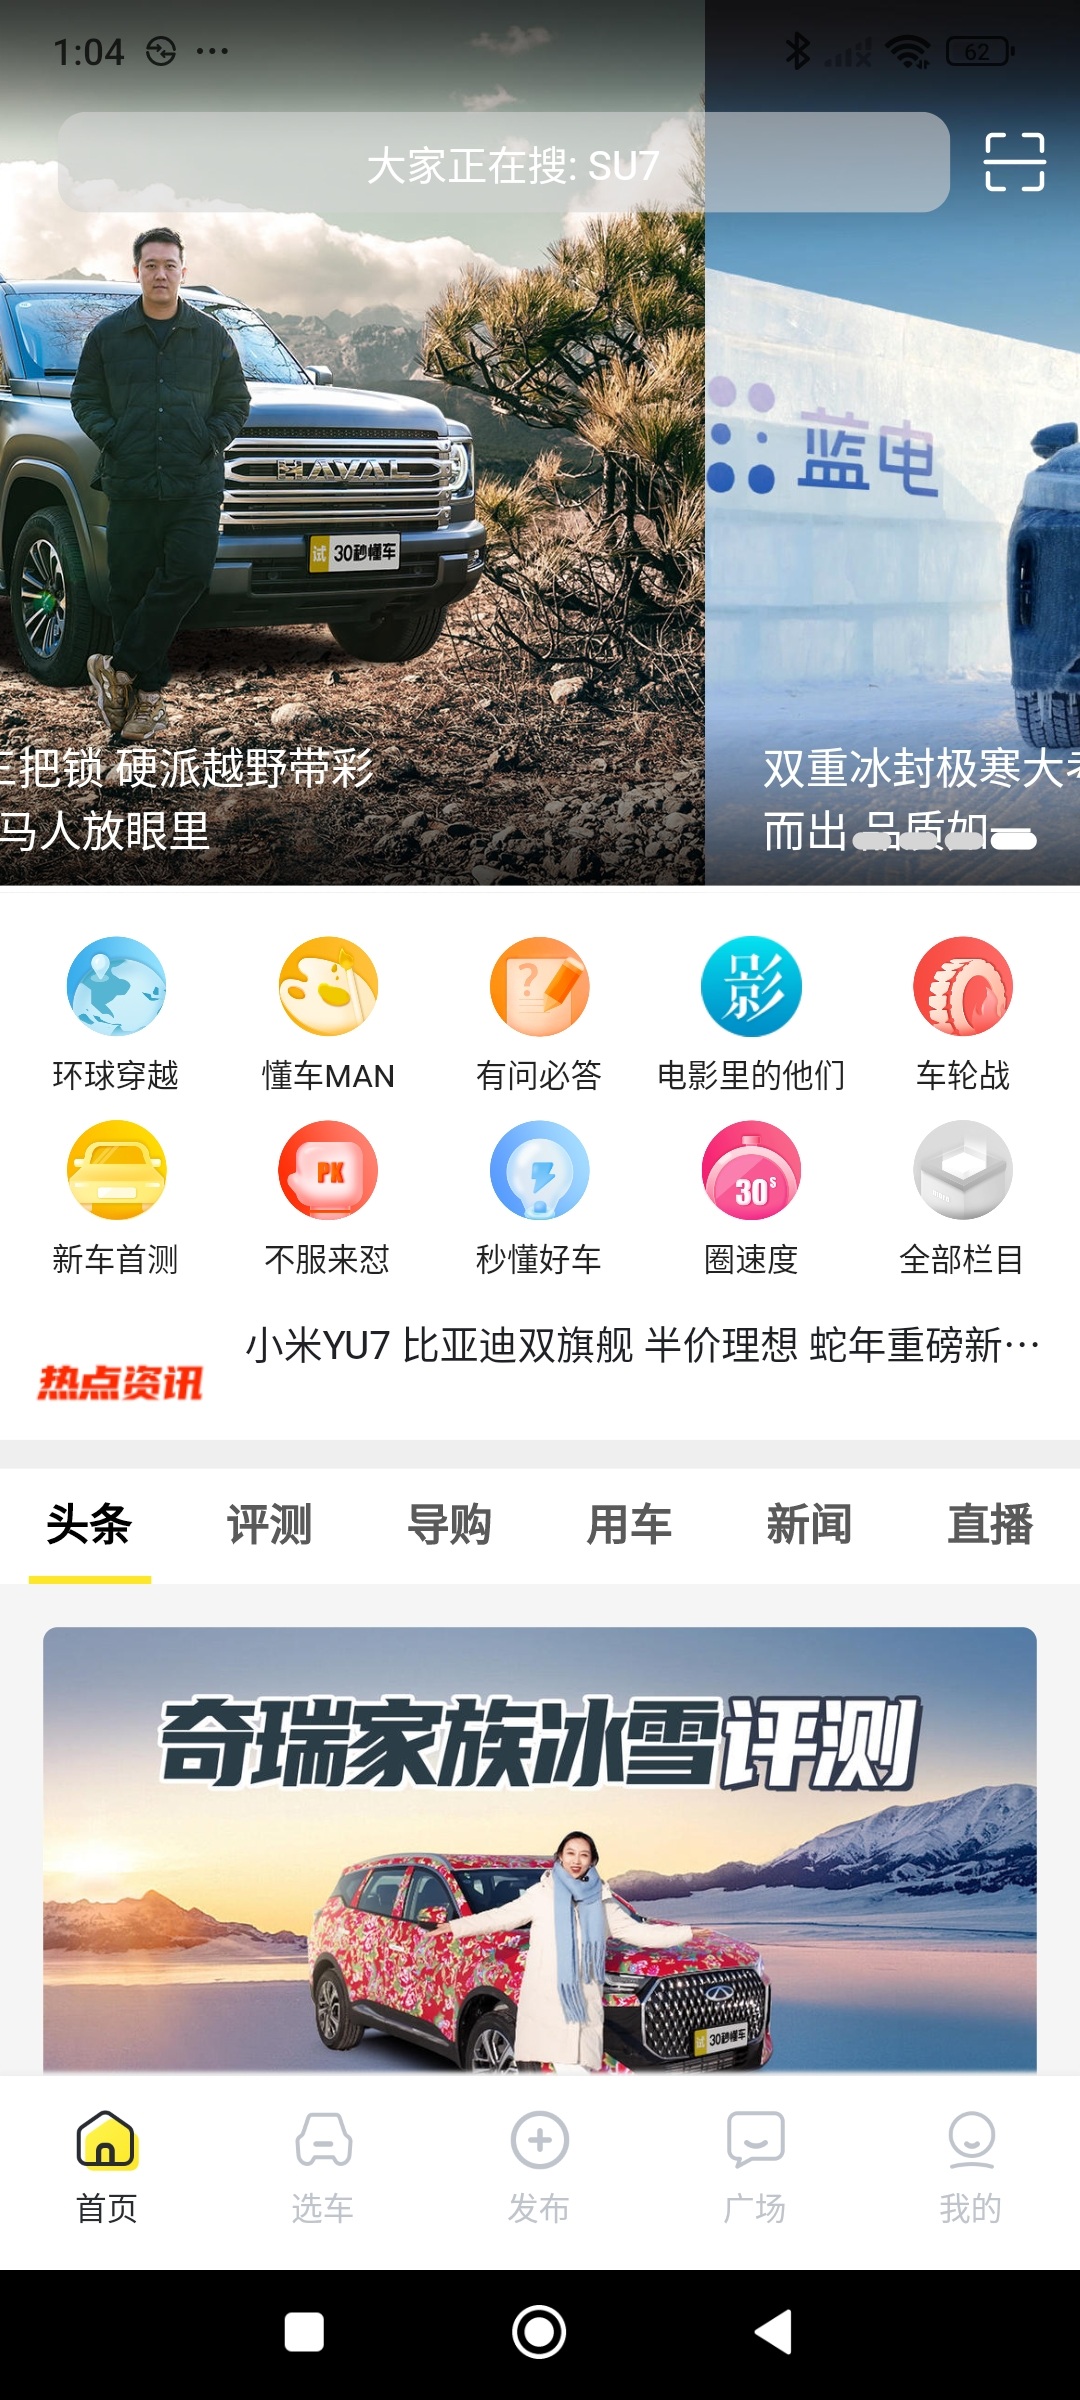 1:04
62
大家正在搜: SU7
蓝电
HAVAL
试 30秒懂车
三把锁 硬派越野带彩
马人放眼里
双重冰封极寒大考
而出 品质如一
环球穿越
懂车MAN
有问必答
影
电影里的他们
车轮战
PK
30s
新车首测
不服来怼
秒懂好车
圈速度
全部栏目
小米YU7 比亚迪双旗舰 半价理想 蛇年重磅新…
热点资讯
头条
评测
导购
用车
新闻
直播
奇瑞家族冰雪评测
试 30秒懂车
首页
选车
发布
广场
我的